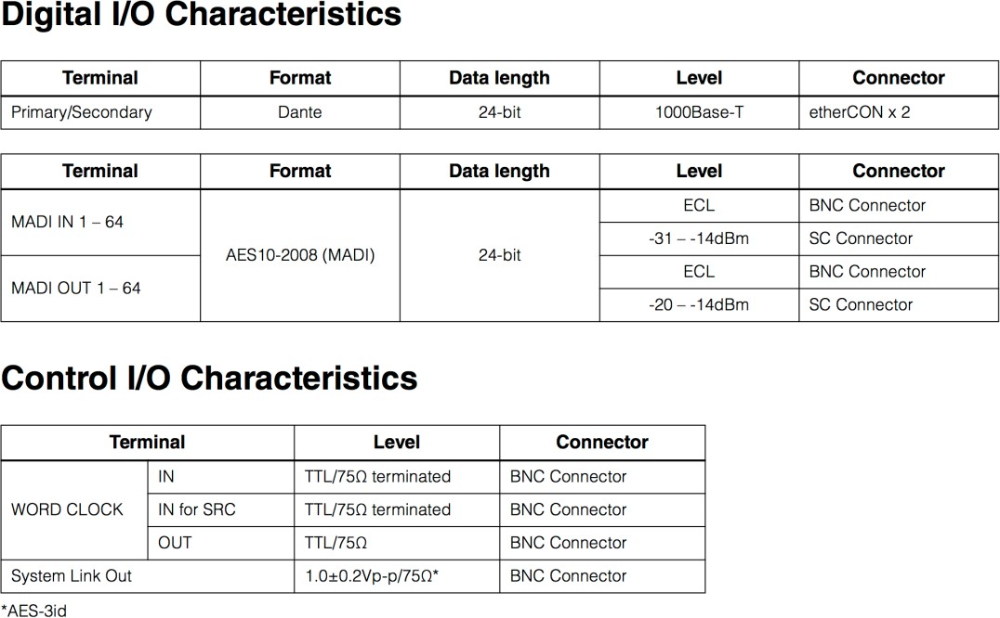 Digital I/O Characteristics
Terminal Format Data length Level Connector
Primary/Secondary Dante 24-bit 1000Base-T etherCON x 2
Terminal Format Data length Level Connector
MADI IN 1 – 64 AES10-2008 (MADI) 24-bit ECL BNC Connector
-31 – -14dBm SC Connector
MADI OUT 1 – 64 ECL BNC Connector
-20 – -14dBm SC Connector
Control I/O Characteristics
Terminal Level Connector
WORD CLOCK IN TTL/75Ω terminated BNC Connector
IN for SRC TTL/75Ω terminated BNC Connector
OUT TTL/75Ω BNC Connector
System Link Out 1.0±0.2Vp-p/75Ω* BNC Connector
*AES-3id